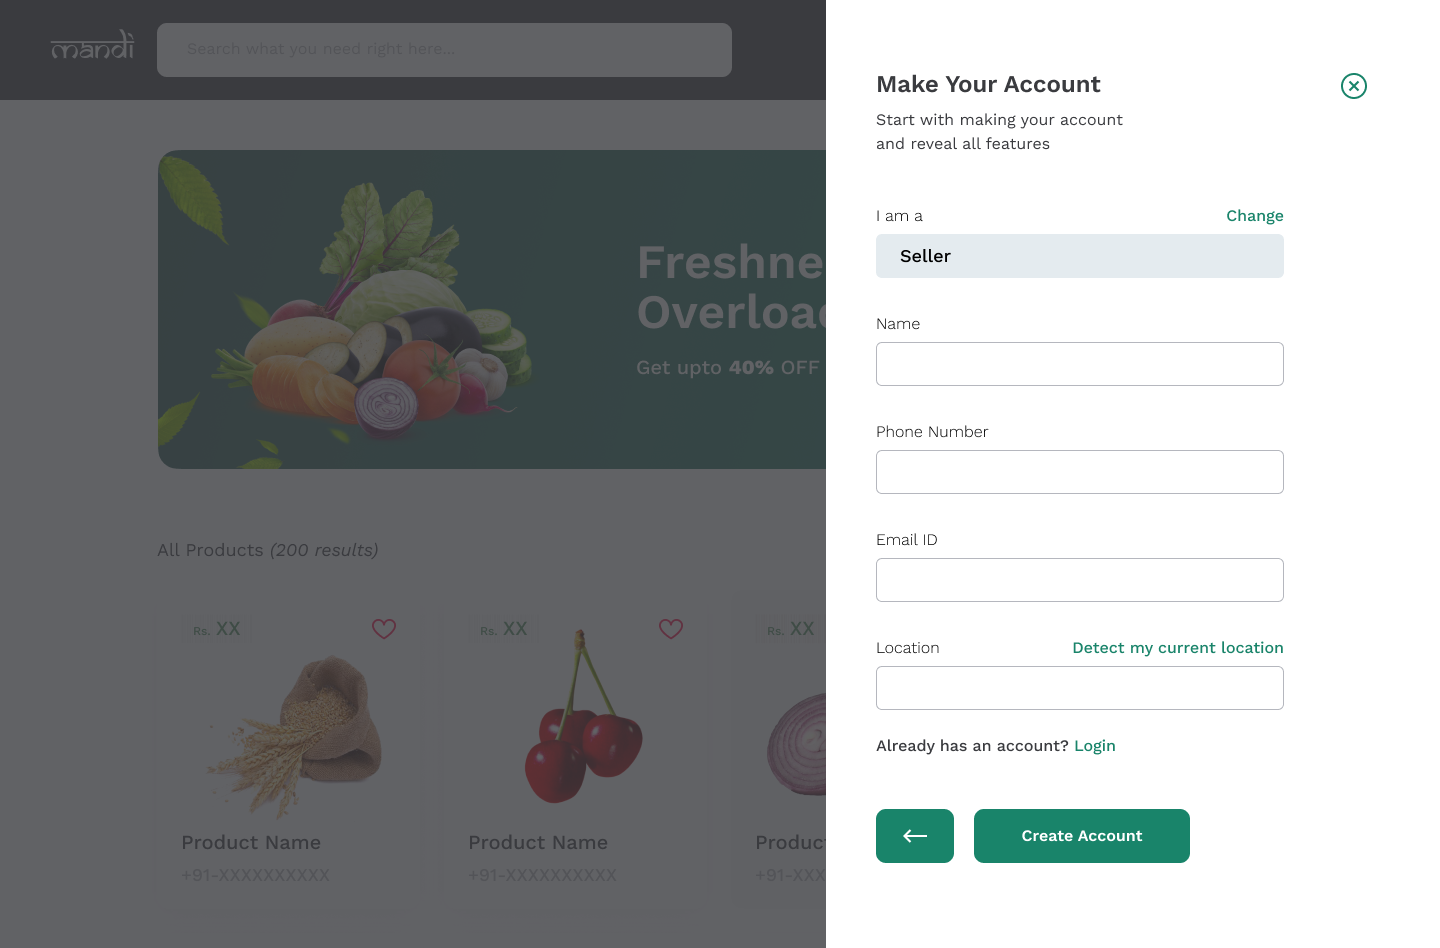 mandi
Search what you need right here...
Freshne
Overload
Get upto 40% OFF
All Products (200 results)
Rs. XX
Rs. XX
Rs. XX
Product Name
Product Name
Product
+91-XXXXXXXXXX
+91-XXXXXXXXXX
+91-XXX
Make Your Account
Start with making your account
and reveal all features
I am a
Change
Seller
Name
Phone Number
Email ID
Location
Detect my current location
Already has an account? Login
Create Account